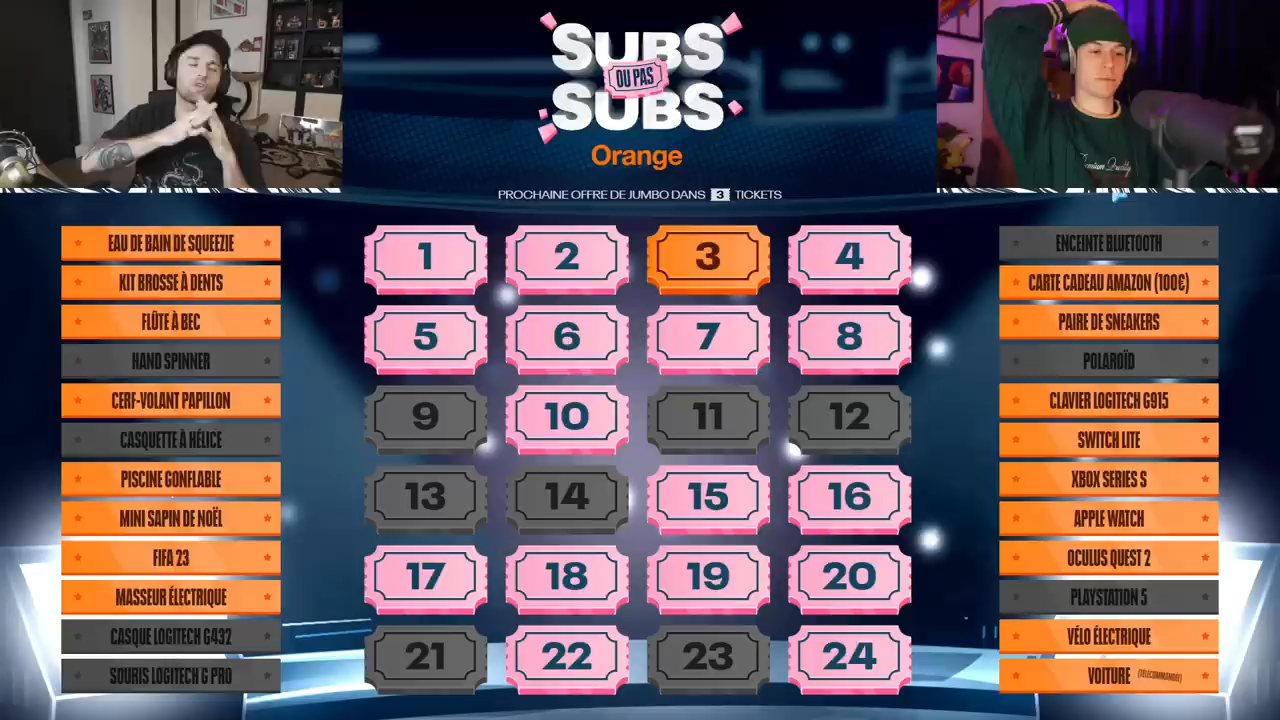 SUBS
OU PAS
SUBS
Orange
PROCHAINE OFFRE DE JUMBO DANS 3 TICKETS
EAU DE BAIN DE SQUEEZIE
KIT BROSSE À DENTS
FLÛTE À BEC
HAND SPINNER
CERF-VOLANT PAPILLON
CASQUETTE À HÉLICE
PISCINE GONFLABLE
MINI SAPIN DE NOËL
FIFA 23
MASSEUR ÉLECTRIQUE
CASQUE LOGITECH G432
SOURIS LOGITECH G PRO
1 2 3 4
5 6 7 8
9 10 11 12
13 14 15 16
17 18 19 20
21 22 23 24
ENCEINTE BLUETOOTH
CARTE CADEAU AMAZON (100€)
PAIRE DE SNEAKERS
POLAROÏD
CLAVIER LOGITECH G915
SWITCH LITE
XBOX SERIES S
APPLE WATCH
OCULUS QUEST 2
PLAYSTATION 5
VÉLO ÉLECTRIQUE
VOITURE (TÉLÉCOMMANDÉE)
Premium Quality